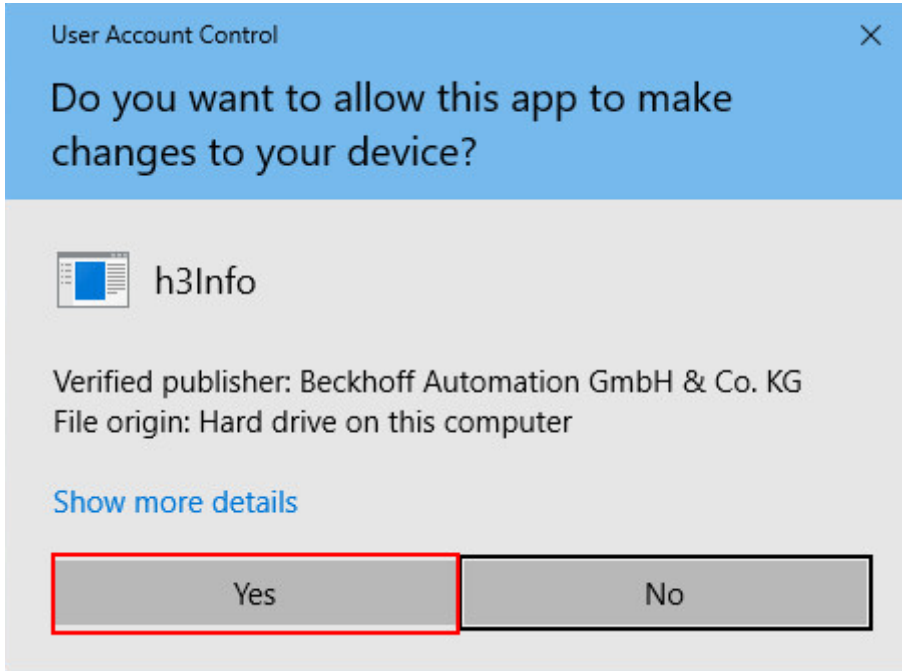 User Account Control
Do you want to allow this app to make
changes to your device?
h3Info
Verified publisher: Beckhoff Automation GmbH & Co. KG
File origin: Hard drive on this computer
Show more details
Yes
No